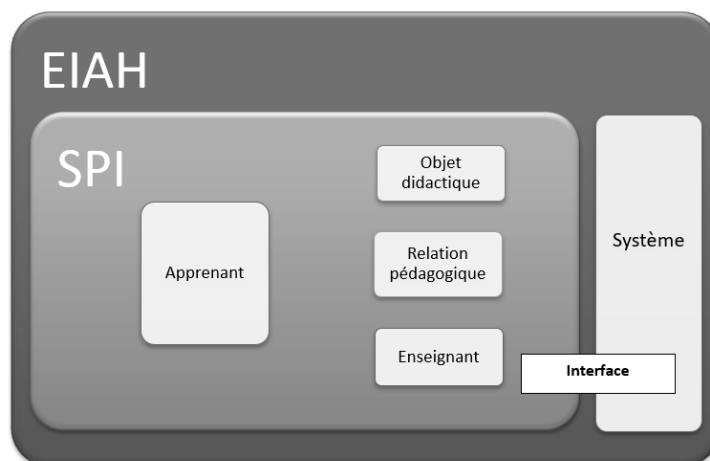 EIAH
SPI
Objet
didactique
Apprenant
Relation
pédagogique
Système
Enseignant
Interface